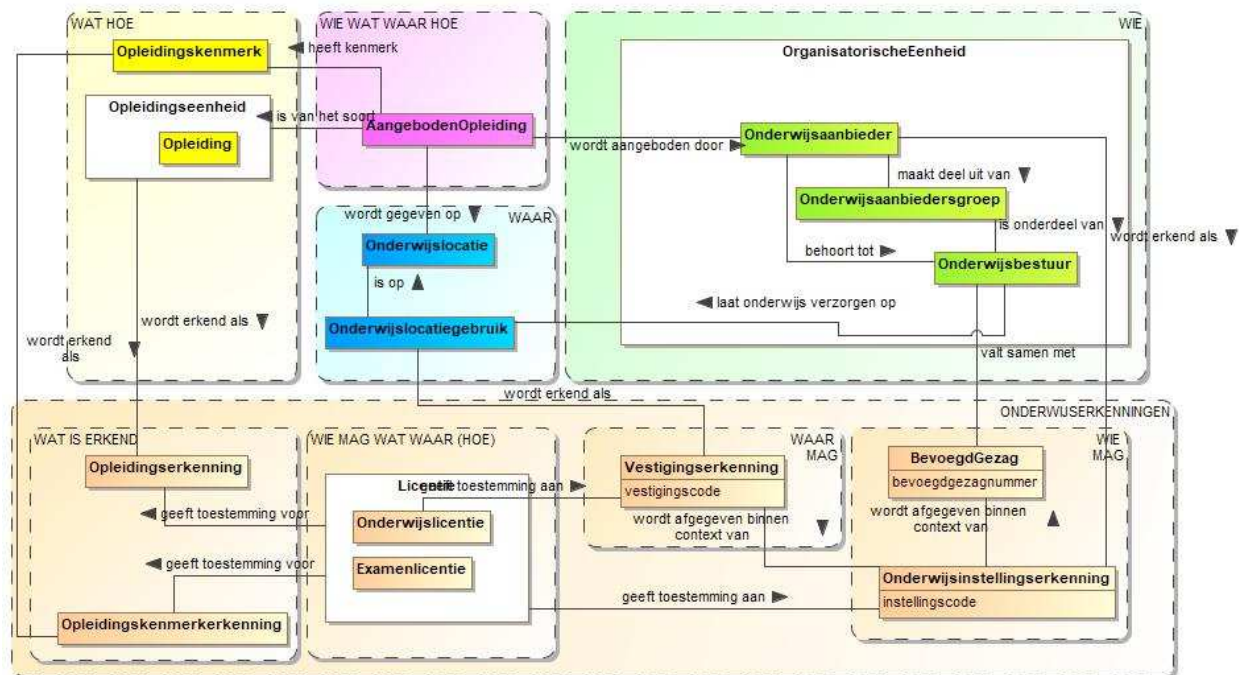 WAT HOE
WIE WAT WAAR HOE
WIE
Opleidingskenmerk
◀ heeft kenmerk
OrganisatorischeEenheid
Opleidingseenheid
◀ is van het soort
Opleiding
AangebodenOpleiding
wordt aangeboden door ▶
Onderwijsaanbieder
maakt deel uit van ▼
Onderwijsaanbiedersgroep
is onderdeel van ▼
wordt erkend als ▼
behoort tot ▶
Onderwijsbestuur
wordt gegeven op ▼
WAAR
Onderwijslocatie
is op ▲
◀ laat onderwijs verzorgen op
Onderwijslocatiegebruik
wordt erkend als ▼
wordt erkend
als ▼
valt samen met
wordt erkend als
ONDERWIJSERKENNINGEN
WAT IS ERKEND
WIE MAG WAT WAAR (HOE)
WAAR
MAG
WIE
MAG
Opleidingserkenning
Licentie
geeft toestemming aan ▶
Vestigingserkenning
vestigingscode
BevoegdGezag
bevoegdgezagnummer
◀ geeft toestemming voor
Onderwijslicentie
wordt afgegeven binnen
context van ▼
wordt afgegeven binnen
context van ▲
◀ geeft toestemming voor
Examenlicentie
Onderwijsinstellingserkenning
instellingscode
geeft toestemming aan ▶
Opleidingskenmerkerkenning